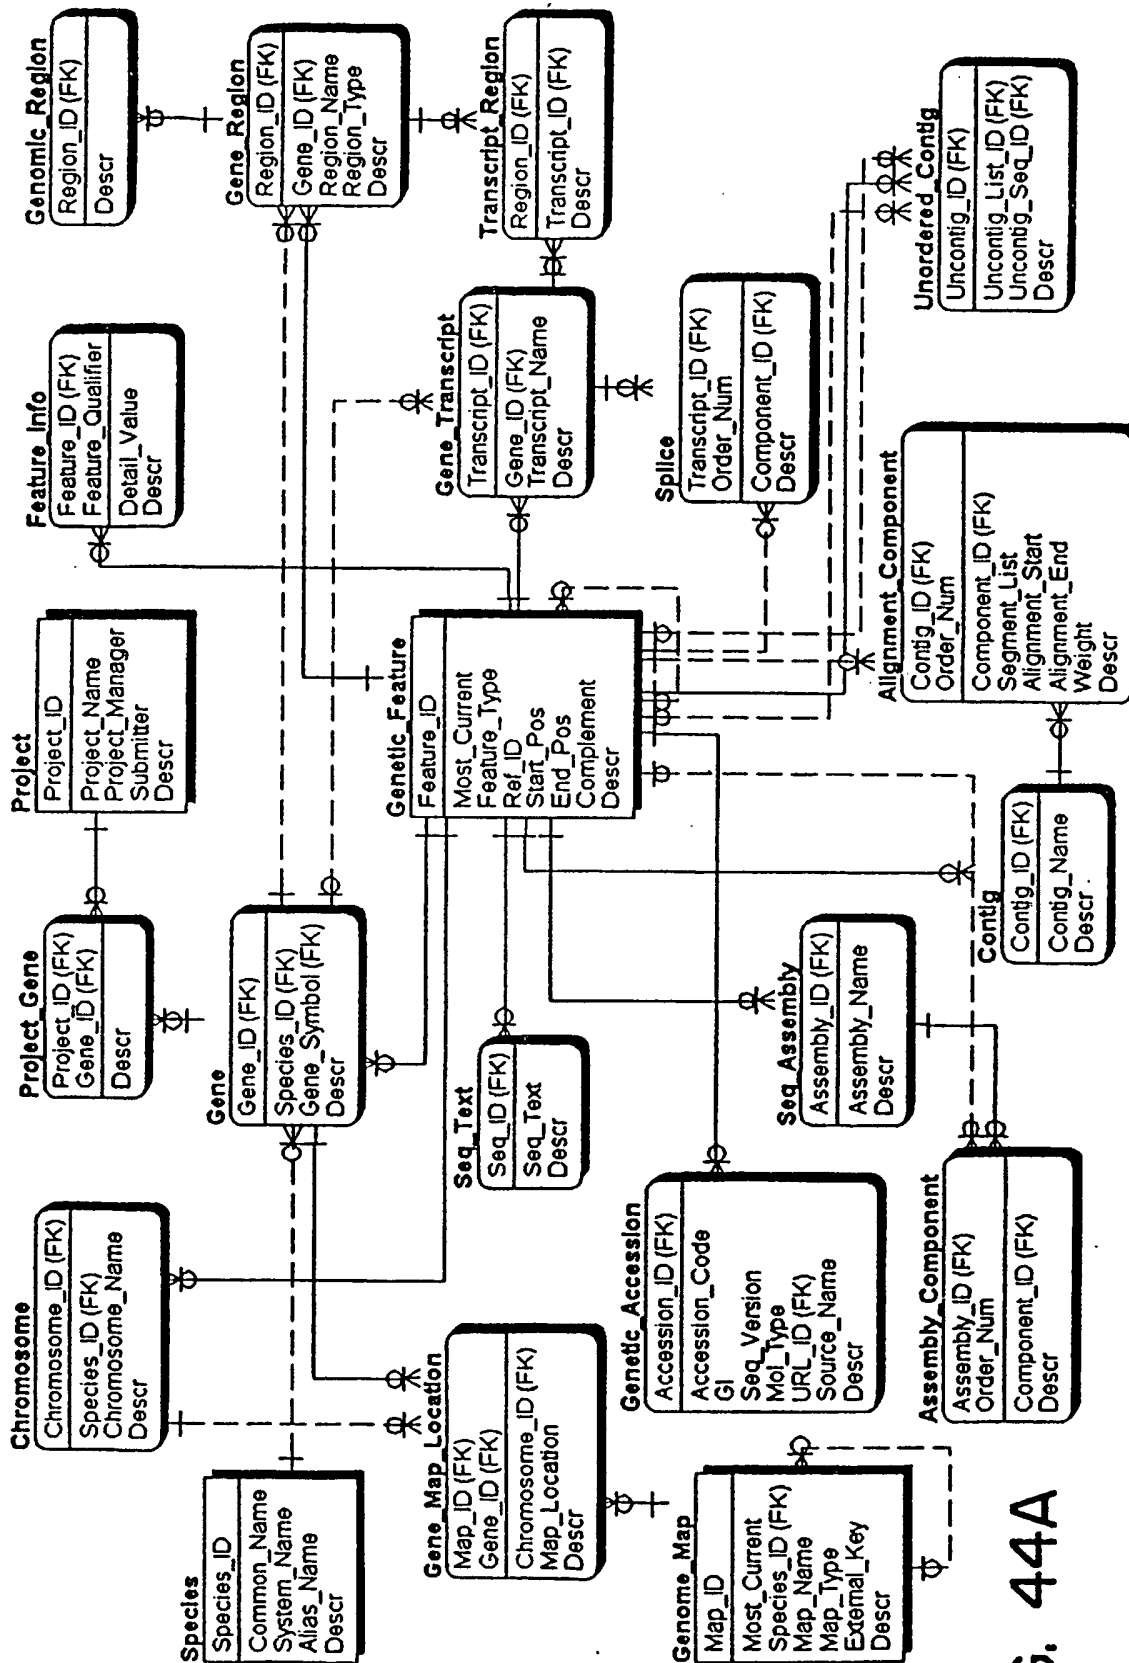 Species
Species_ID
Common_Name
System_Name
Alias_Name
Descr
Chromosome
Chromosome_ID (FK)
Species_ID (FK)
Chromosome_Name
Descr
Project_Gene
Project_ID (FK)
Gene_ID (FK)
Descr
Project
Project_ID
Project_Name
Project_Manager
Submitter
Descr
Feature_Info
Feature_ID (FK)
Feature_Qualifier
Detail_Value
Descr
Genomic_Region
Region_ID (FK)
Descr
Gene
Gene_ID (FK)
Species_ID (FK)
Gene_Symbol (FK)
Descr
Gene_Region
Region_ID (FK)
Gene_ID (FK)
Region_Name
Region_Type
Descr
Gene_Map_Location
Map_ID (FK)
Gene_ID (FK)
Chromosome_ID (FK)
Map_Location
Descr
Seq_Text
Seq_ID (FK)
Seq_Text
Descr
Genetic_Feature
Feature_ID
Most_Current
Feature_Type
Ref_ID
Start_Pos
End_Pos
Complement
Descr
Gene_Transcript
Transcript_ID (FK)
Gene_ID (FK)
Transcript_Name
Descr
Transcript_Region
Region_ID (FK)
Transcript_ID (FK)
Descr
Genome_Map
Map_ID
Most_Current
Species_ID (FK)
Map_Name
Map_Type
External_Key
Descr
Genetic_Accession
Accession_ID (FK)
Accession_Code
GI
Seq_Version
Mol_Type
URL_ID (FK)
Source_Name
Descr
Seq_Assembly
Assembly_ID (FK)
Assembly_Name
Descr
Splice
Transcript_ID (FK)
Order_Num
Component_ID (FK)
Descr
Assembly_Component
Assembly_ID (FK)
Order_Num
Component_ID (FK)
Descr
Contig
Contig_ID (FK)
Contig_Name
Descr
Alignment_Component
Contig_ID (FK)
Order_Num
Component_ID (FK)
Segment_List
Alignment_Start
Alignment_End
Weight
Descr
Unordered_Contig
Uncontig_ID (FK)
Uncontig_List_ID (FK)
Uncontig_Seq_ID (FK)
Descr
G. 44A